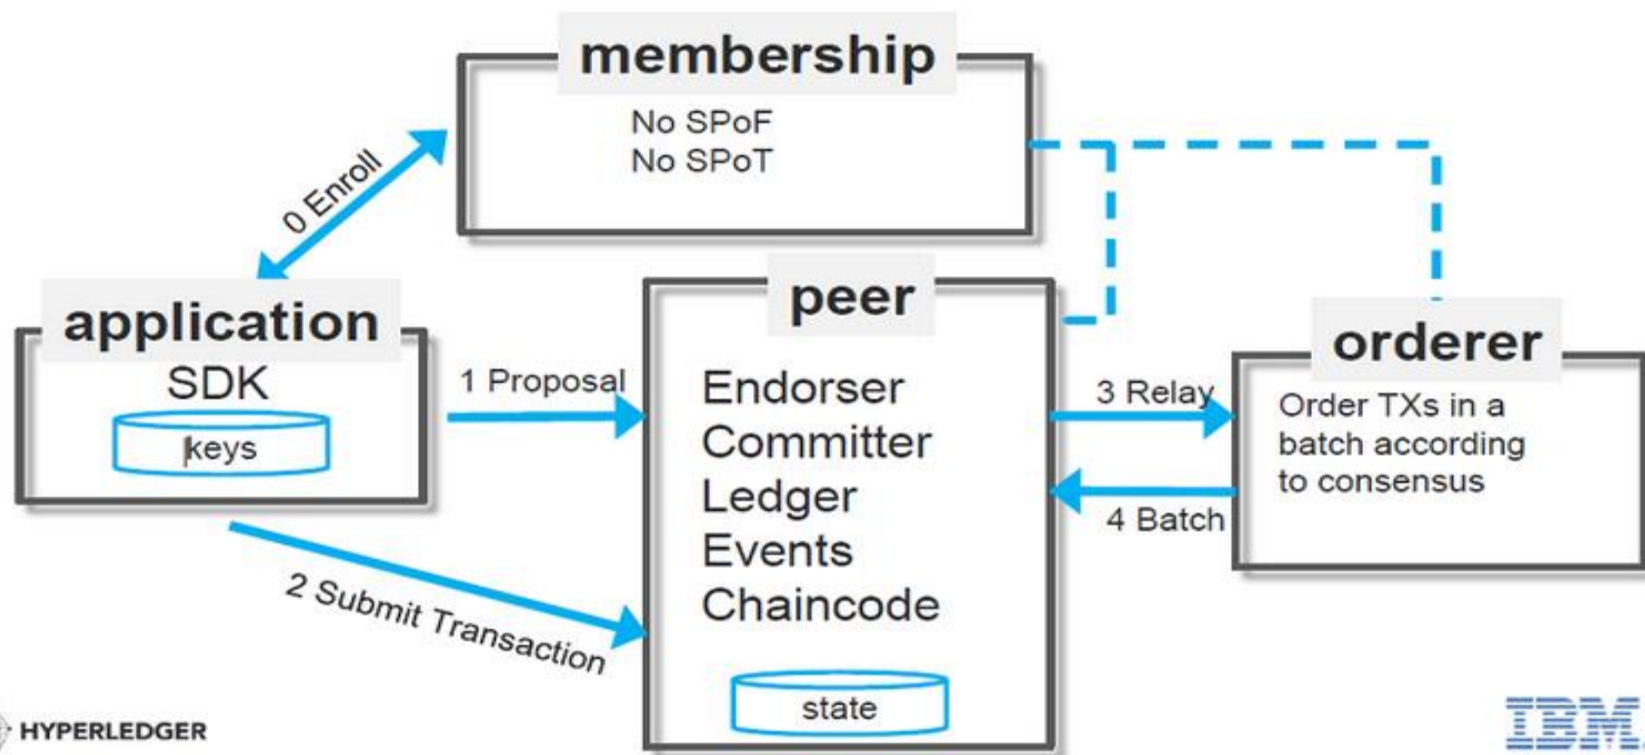 membership
No SPoF
No SPoT
0 Enroll
application
SDK
keys
1 Proposal
2 Submit Transaction
peer
Endorser
Committer
Ledger
Events
Chaincode
state
3 Relay
4 Batch
orderer
Order TXs in a
batch according
to consensus
HYPERLEDGER
IBM